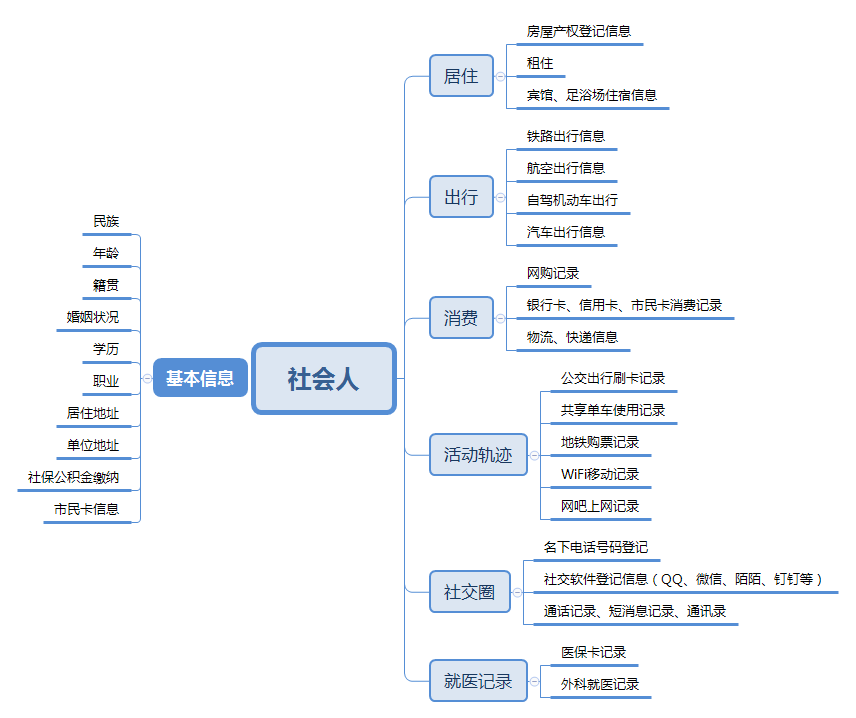 社会人
基本信息
民族
年龄
籍贯
婚姻状况
学历
职业
居住地址
单位地址
社保公积金缴纳
市民卡信息
居住
房屋产权登记信息
租住
宾馆、足浴场住宿信息
出行
铁路出行信息
航空出行信息
自驾机动车出行
汽车出行信息
消费
网购记录
银行卡、信用卡、市民卡消费记录
物流、快递信息
活动轨迹
公交出行刷卡记录
共享单车使用记录
地铁购票记录
WiFi移动记录
网吧上网记录
社交圈
名下电话号码登记
社交软件登记信息（QQ、微信、陌陌、钉钉等）
通话记录、短消息记录、通讯录
就医记录
医保卡记录
外科就医记录